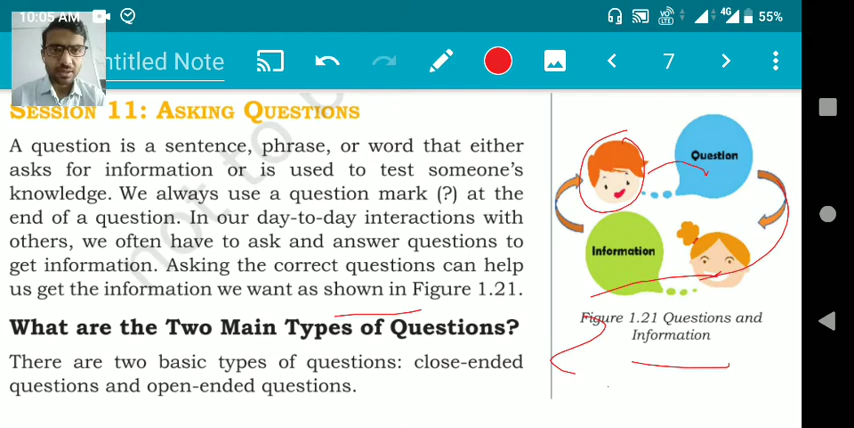 10:05 AM
VO LTE
4G
55%
ntitled Note
7
SESSION 11: ASKING QUESTIONS
A question is a sentence, phrase, or word that either
asks for information or is used to test someone's
knowledge. We always use a question mark (?) at the
end of a question. In our day-to-day interactions with
others, we often have to ask and answer questions to
get information. Asking the correct questions can help
us get the information we want as shown in Figure 1.21.
What are the Two Main Types of Questions?
There are two basic types of questions: close-ended
questions and open-ended questions.
Question
Information
Figure 1.21 Questions and
Information
not to